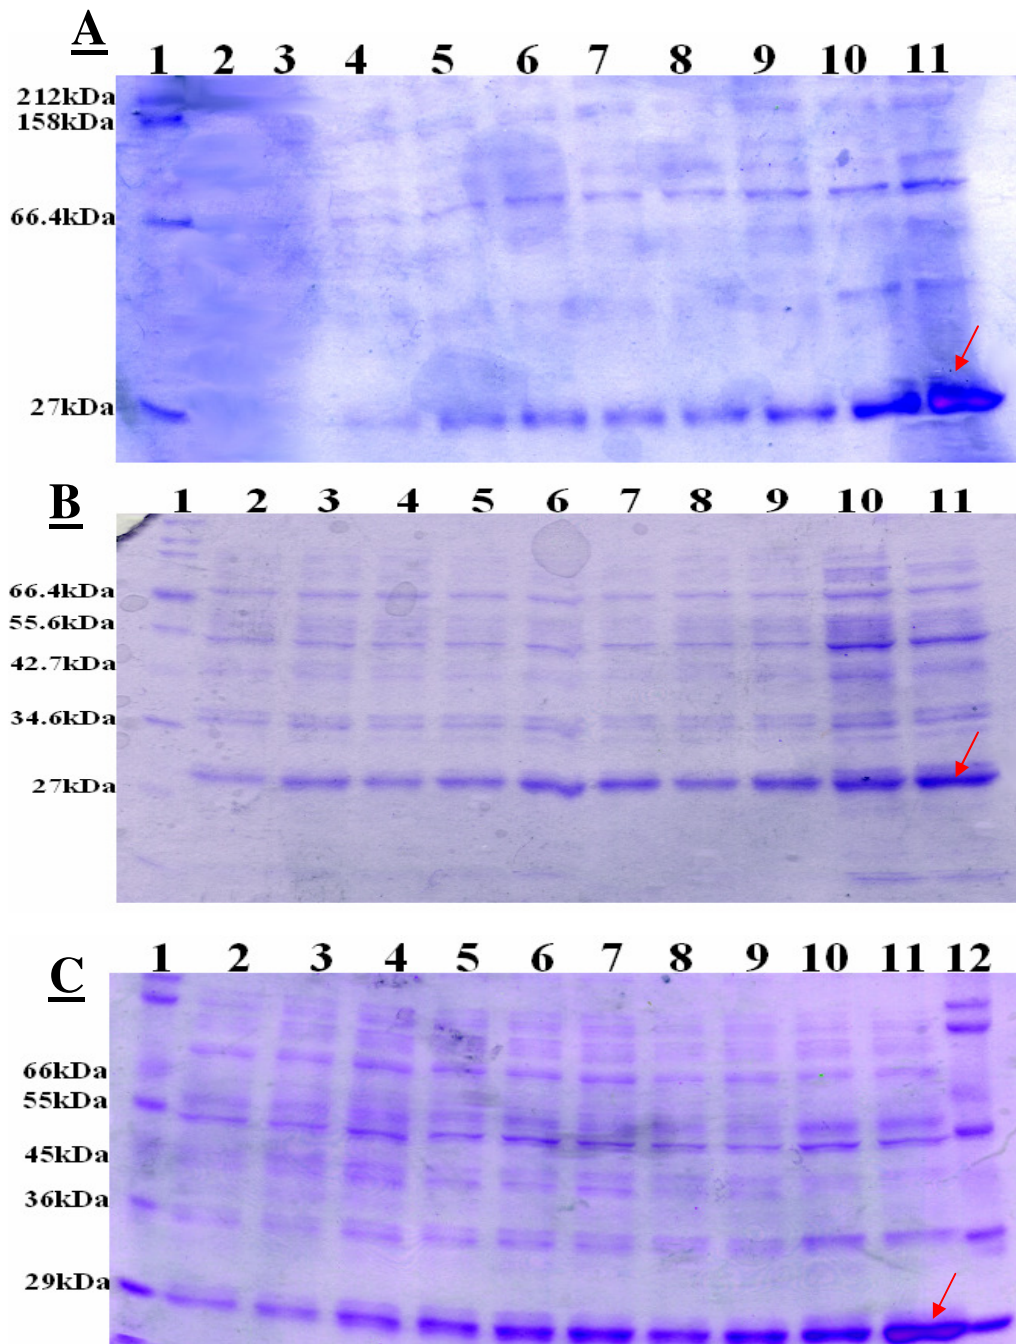 A
1 2 3 4 5 6 7 8 9 10 11
212kDa
158kDa
66.4kDa
27kDa
B
1 2 3 4 5 6 7 8 9 10 11
66.4kDa
55.6kDa
42.7kDa
34.6kDa
27kDa
C
1 2 3 4 5 6 7 8 9 10 11 12
66kDa
55kDa
45kDa
36kDa
29kDa